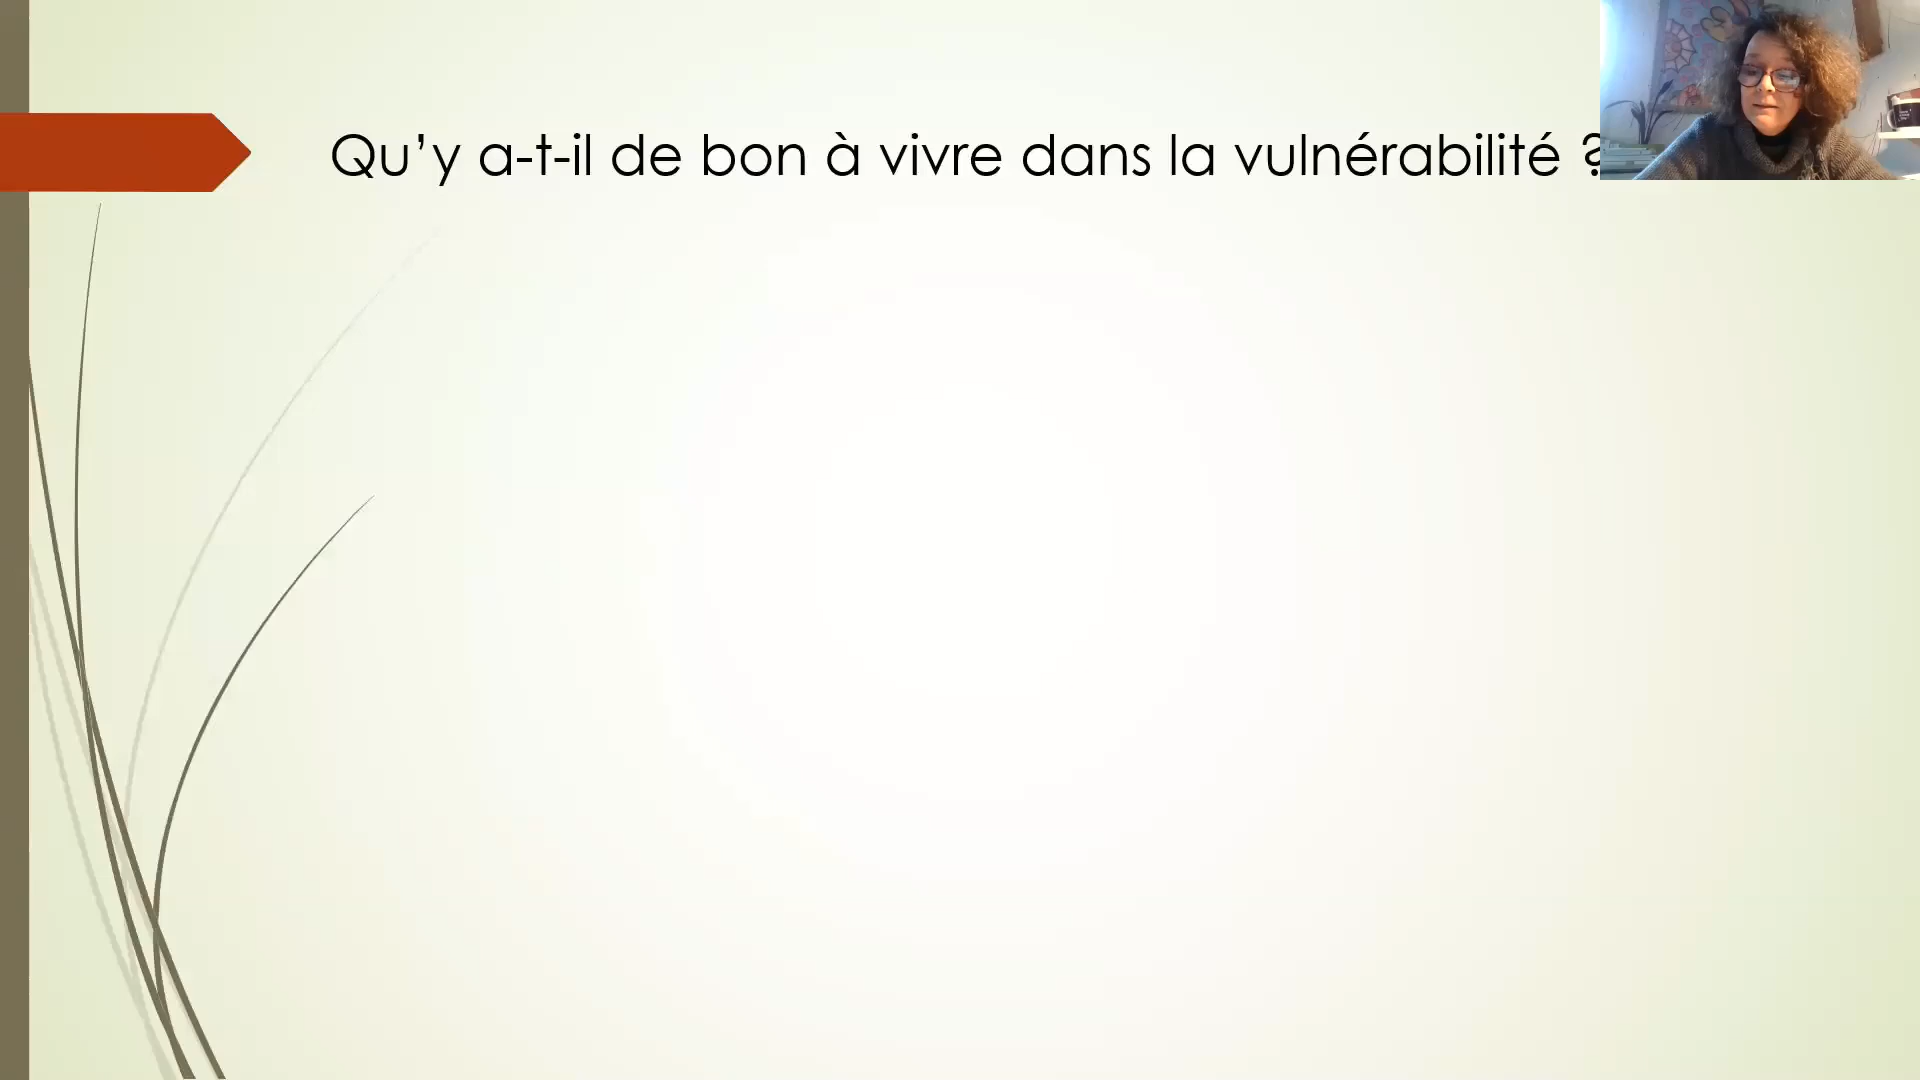 Qu’y a-t-il de bon à vivre dans la vulnérabilité ?